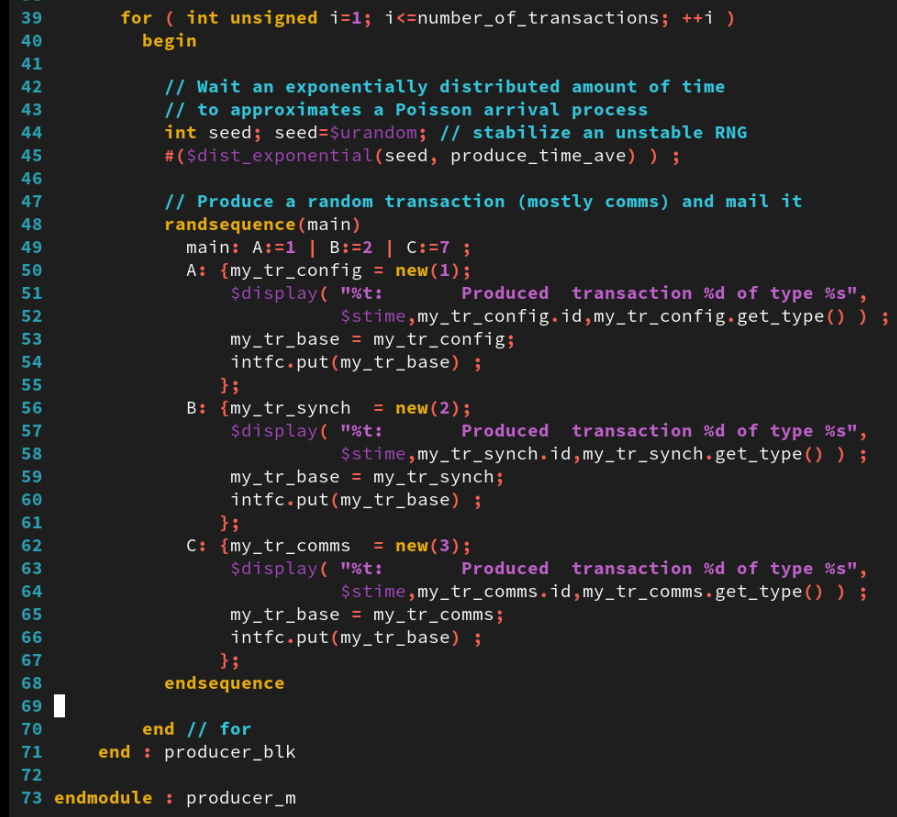 39 for ( int unsigned i=1; i<=number_of_transactions; ++i )
40 begin
41
42 // Wait an exponentially distributed amount of time
43 // to approximates a Poisson arrival process
44 int seed; seed=$urandom; // stabilize an unstable RNG
45 #($dist_exponential(seed, produce_time_ave) ) ;
46
47 // Produce a random transaction (mostly comms) and mail it
48 randsequence(main)
49 main: A:=1 | B:=2 | C:=7 ;
50 A: {my_tr_config = new(1);
51 $display( "%t:       Produced  transaction %d of type %s",
52 $stime,my_tr_config.id,my_tr_config.get_type() ) ;
53 my_tr_base = my_tr_config;
54 intfc.put(my_tr_base) ;
55 };
56 B: {my_tr_synch  = new(2);
57 $display( "%t:       Produced  transaction %d of type %s",
58 $stime,my_tr_synch.id,my_tr_synch.get_type() ) ;
59 my_tr_base = my_tr_synch;
60 intfc.put(my_tr_base) ;
61 };
62 C: {my_tr_comms  = new(3);
63 $display( "%t:       Produced  transaction %d of type %s",
64 $stime,my_tr_comms.id,my_tr_comms.get_type() ) ;
65 my_tr_base = my_tr_comms;
66 intfc.put(my_tr_base) ;
67 };
68 endsequence
69
70 end // for
71 end : producer_blk
72
73 endmodule : producer_m